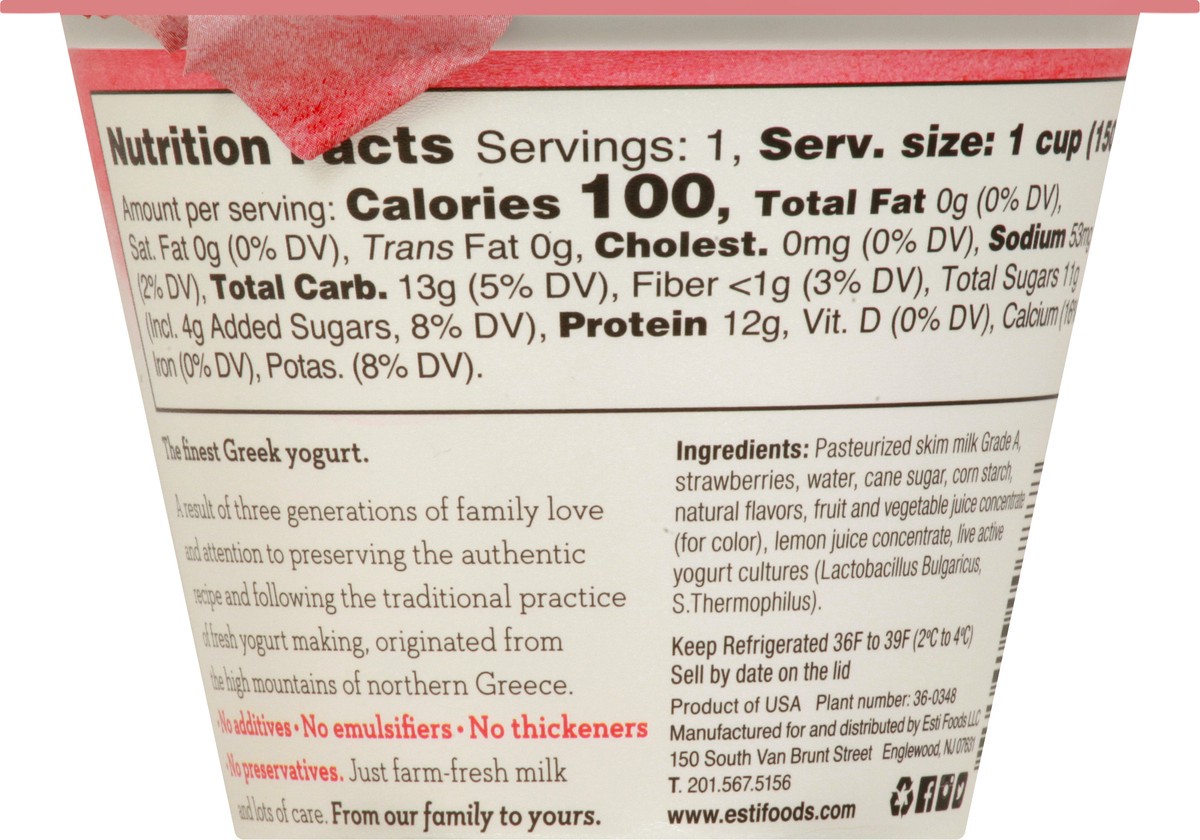 Nutrition Facts Servings: 1, Serv. size: 1 cup (150
Amount per serving: Calories 100, Total Fat 0g (0% DV),
Sat. Fat 0g (0% DV), Trans Fat 0g, Cholest. 0mg (0% DV), Sodium 53mg
(2% DV), Total Carb. 13g (5% DV), Fiber <1g (3% DV), Total Sugars 11g
(Incl. 4g Added Sugars, 8% DV), Protein 12g, Vit. D (0% DV), Calcium
Iron (0% DV), Potas. (8% DV).
The finest Greek yogurt.
A result of three generations of family love
and attention to preserving the authentic
recipe and following the traditional practice
of fresh yogurt making, originated from
the high mountains of northern Greece.
•No additives • No emulsifiers • No thickeners
•No preservatives. Just farm-fresh milk
and lots of care. From our family to yours.
Ingredients: Pasteurized skim milk Grade A,
strawberries, water, cane sugar, corn starch,
natural flavors, fruit and vegetable juice concentrate
(for color), lemon juice concentrate, live active
yogurt cultures (Lactobacillus Bulgaricus,
S.Thermophilus).
Keep Refrigerated 36F to 39F (2ºC to 4ºC)
Sell by date on the lid
Product of USA Plant number: 36-0348
Manufactured for and distributed by Esti Foods LLC
150 South Van Brunt Street Englewood, NJ 07631
T. 201.567.5156
www.estifoods.com